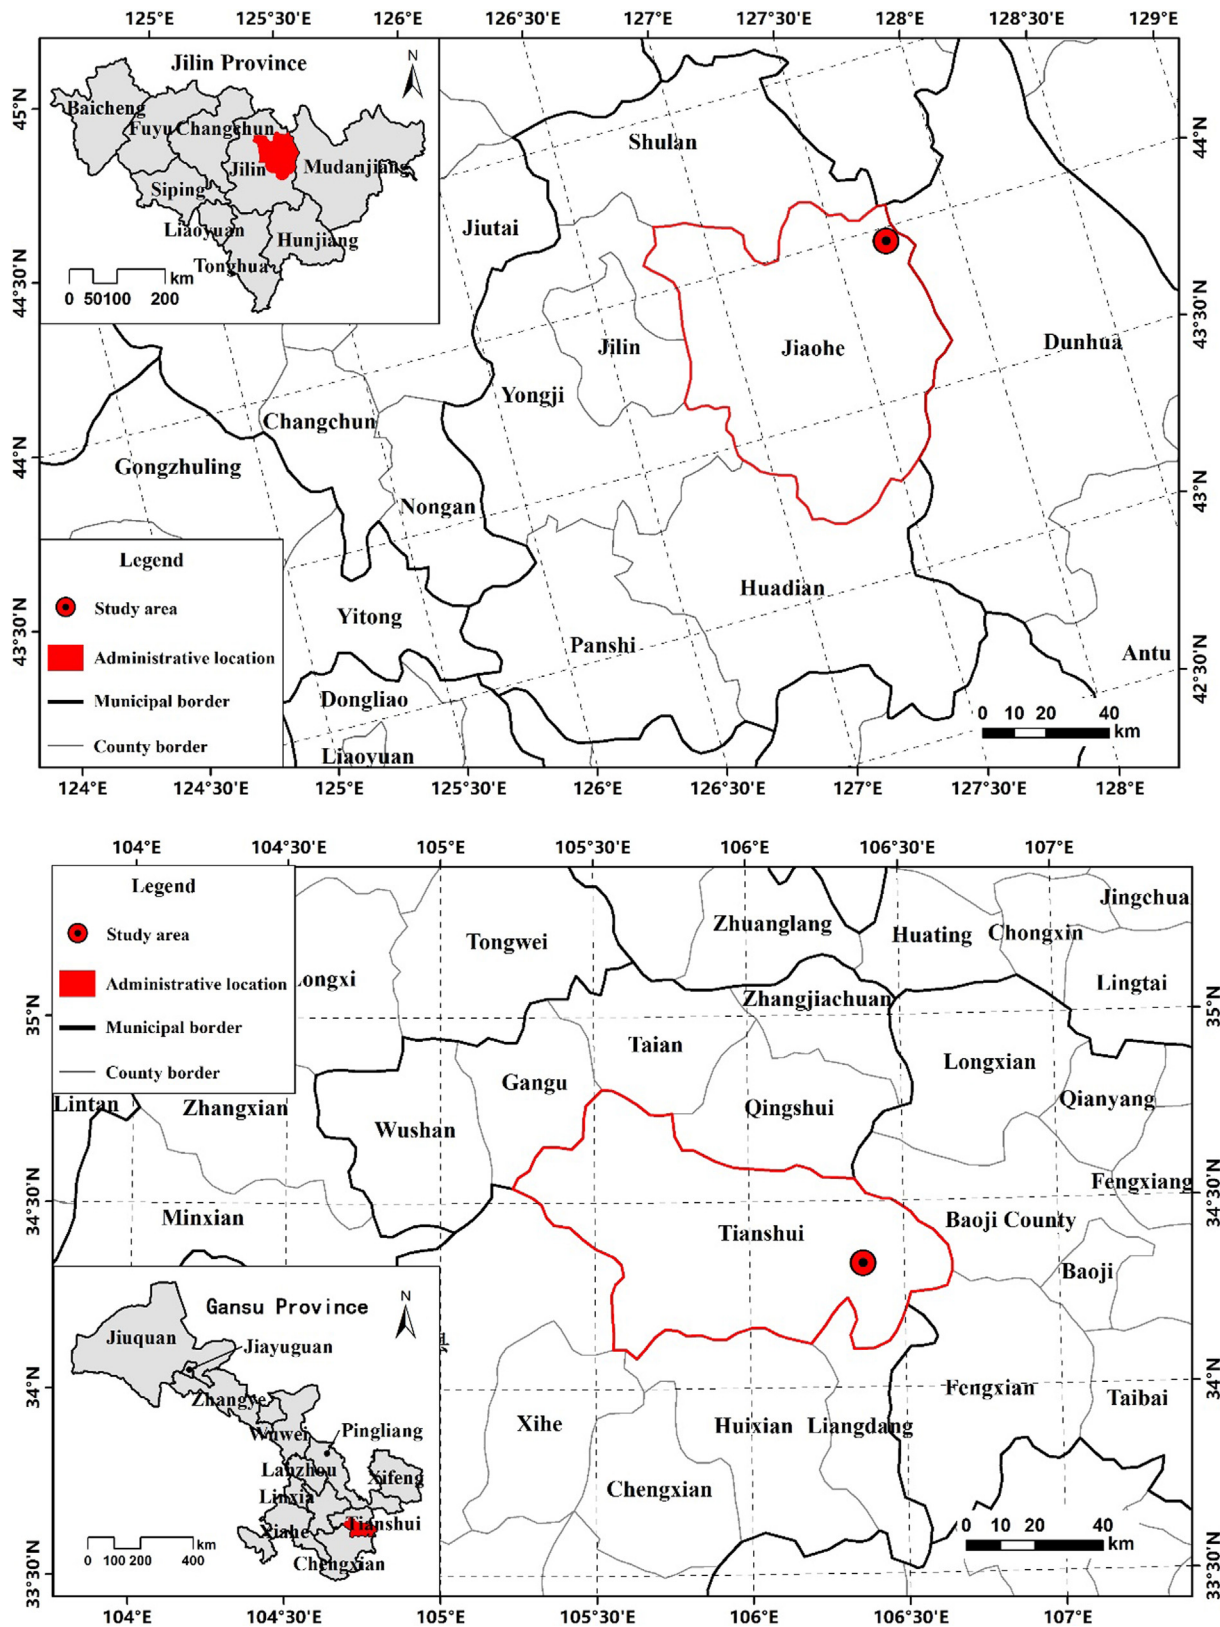 125°E 125°30'E 126°E 126°30'E 127°E 127°30'E 128°E 128°30'E 129°E
Jilin Province
N
Baicheng
Fuyu
Changchun
Jilin
Mudanjiang
Siping
Liaoyuan
Hunjiang
Tonghua
0 50 100 200
km
45°N
44°30'N
44°N
43°30'N
44°N
43°30'N
43°N
42°30'N
Shulan
Jiutai
Jilin
Jiaohe
Dunhua
Yongji
Changchun
Gongzhuling
Nongan
Huadian
Yitong
Panshi
Antu
Dongliao
Liaoyuan
Legend
Study area
Administrative location
Municipal border
County border
0 10 20 40
km
124°E 124°30'E 125°E 125°30'E 126°E 126°30'E 127°E 127°30'E 128°E
104°E 104°30'E 105°E 105°30'E 106°E 106°30'E 107°E
Legend
Study area
Administrative location
Municipal border
County border
35°N
34°30'N
34°N
33°30'N
35°N
34°30'N
34°N
33°30'N
Jingchua
Zhuanglang
Huating
Chongxin
Tongwei
ongxi
Lingtai
Zhangjiachuan
Taian
Longxian
Gangu
Lintan
Zhangxian
Qingshui
Qianyang
Wushan
Fengxiang
Minxian
Tianshui
Baoji County
Baoji
Fengxian
Taibai
Xihe
Huixian
Liangdang
Chengxian
Gansu Province
N
Jiuquan
Jiayuguan
Zhangye
Wuwei
Pingliang
Lanzhou
Xifeng
Linxia
Xiahe
Tianshui
Chengxian
0 100 200 400
km
0 10 20 40
km
104°E 104°30'E 105°E 105°30'E 106°E 106°30'E 107°E